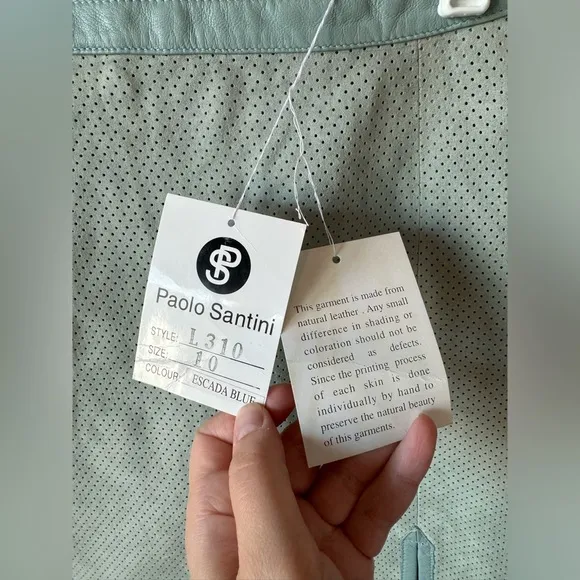 PS
Paolo Santini
STYLE: L 310
SIZE: 10
COLOUR: ESCADA BLUE
This garment is made from
natural leather . Any small
difference in shading or
coloration should not be
considered as defects.
Since the printing process
of each skin is done
individually by hand to
preserve the natural beauty
of this garments.